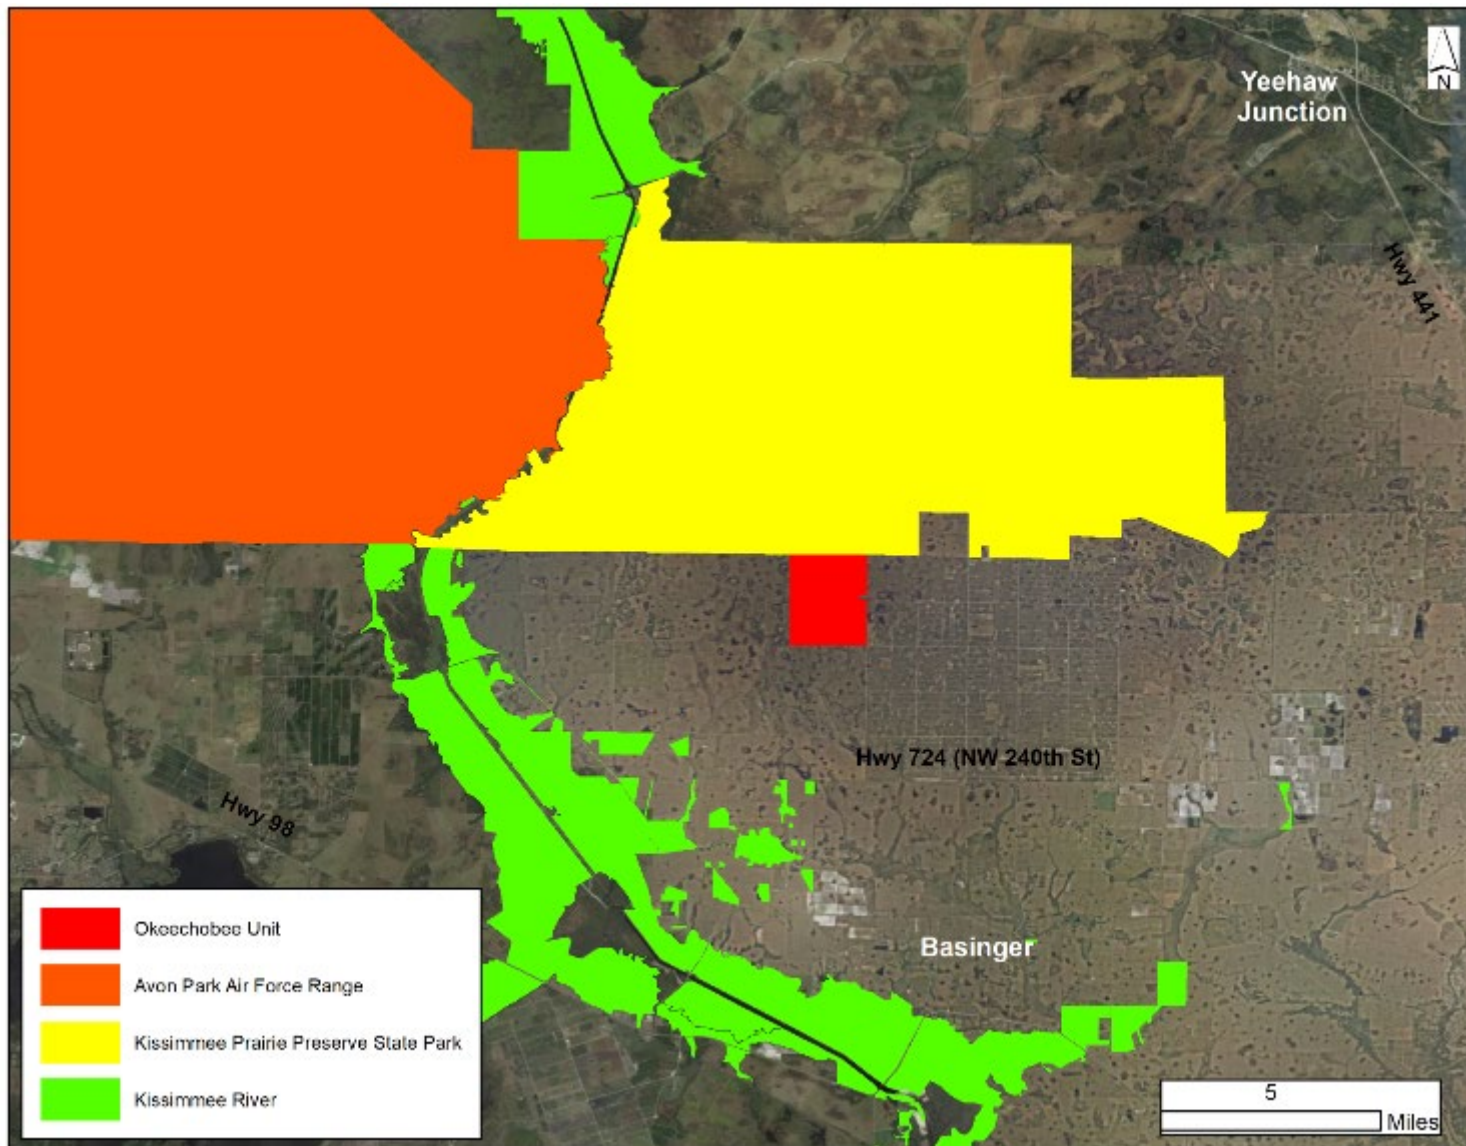 Yeehaw
Junction
N
Hwy 441
Hwy 724 (NW 240th St)
Hwy 98
Basinger
Okeechobee Unit
Avon Park Air Force Range
Kissimmee Prairie Preserve State Park
Kissimmee River
5
Miles